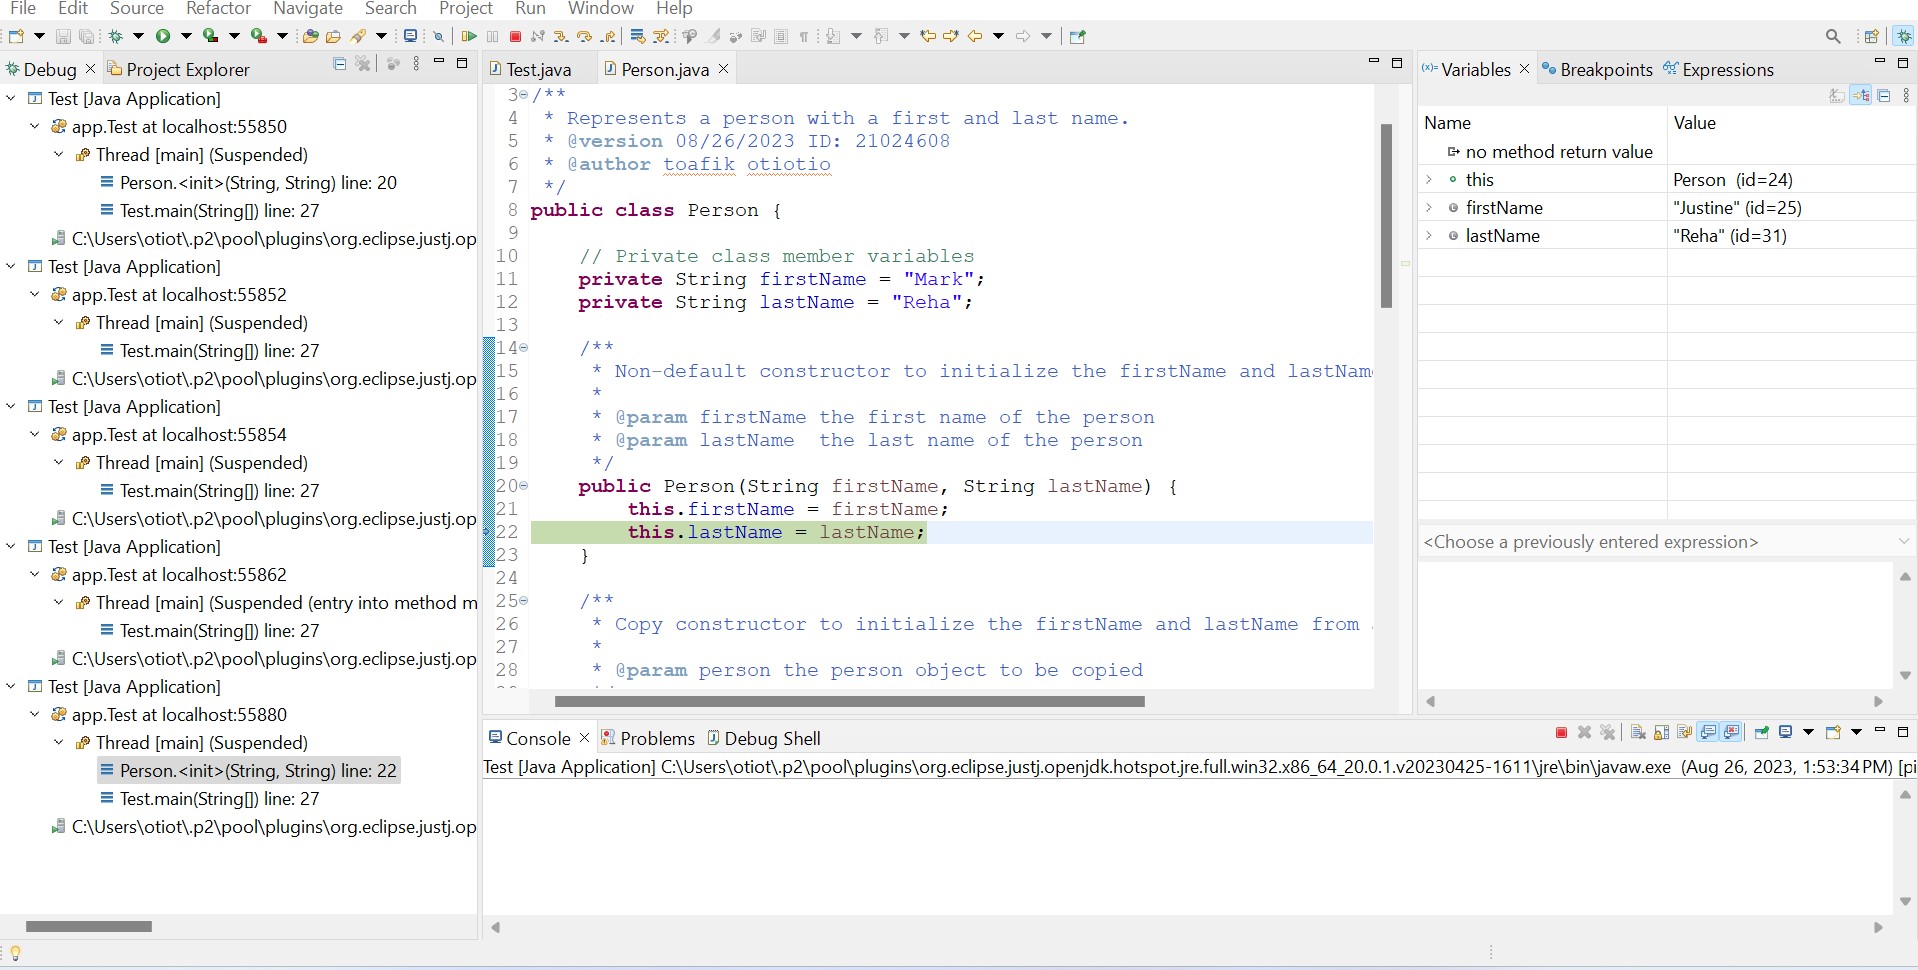 File Edit Source Refactor Navigate Search Project Run Window Help
Debug Project Explorer
Test [Java Application]
app.Test at localhost:55850
Thread [main] (Suspended)
Person.<init>(String, String) line: 20
Test.main(String[]) line: 27
C:\Users\otiot\.p2\pool\plugins\org.eclipse.justj.op
Test [Java Application]
app.Test at localhost:55852
Thread [main] (Suspended)
Test.main(String[]) line: 27
C:\Users\otiot\.p2\pool\plugins\org.eclipse.justj.op
Test [Java Application]
app.Test at localhost:55854
Thread [main] (Suspended)
Test.main(String[]) line: 27
C:\Users\otiot\.p2\pool\plugins\org.eclipse.justj.op
Test [Java Application]
app.Test at localhost:55862
Thread [main] (Suspended (entry into method m
Test.main(String[]) line: 27
C:\Users\otiot\.p2\pool\plugins\org.eclipse.justj.op
Test [Java Application]
app.Test at localhost:55880
Thread [main] (Suspended)
Person.<init>(String, String) line: 22
Test.main(String[]) line: 27
C:\Users\otiot\.p2\pool\plugins\org.eclipse.justj.op
Test.java Person.java
3 /**
4 * Represents a person with a first and last name.
5 * @version 08/26/2023 ID: 21024608
6 * @author toafik otiotio
7 */
8 public class Person {
9
10 // Private class member variables
11 private String firstName = "Mark";
12 private String lastName = "Reha";
13
14 /**
15 * Non-default constructor to initialize the firstName and lastNam
16 *
17 * @param firstName the first name of the person
18 * @param lastName  the last name of the person
19 */
20 public Person(String firstName, String lastName) {
21 this.firstName = firstName;
22 this.lastName = lastName;
23 }
24
25 /**
26 * Copy constructor to initialize the firstName and lastName from
27 *
28 * @param person the person object to be copied
Variables Breakpoints Expressions
Name Value
no method return value
this Person (id=24)
firstName "Justine" (id=25)
lastName "Reha" (id=31)
<Choose a previously entered expression>
Console Problems Debug Shell
Test [Java Application] C:\Users\otiot\.p2\pool\plugins\org.eclipse.justj.openjdk.hotspot.jre.full.win32.x86_64_20.0.1.v20230425-1611\jre\bin\javaw.exe (Aug 26, 2023, 1:53:34 PM) [pi